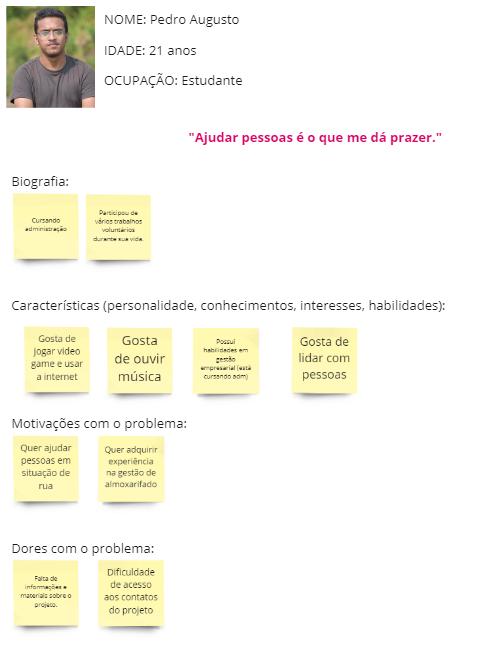 NOME: Pedro Augusto
IDADE: 21 anos
OCUPAÇÃO: Estudante
"Ajudar pessoas é o que me dá prazer."
Biografia:
Cursando
administração
Participou de
vários trabalhos
voluntários
durante sua vida.
Características (personalidade, conhecimentos, interesses, habilidades):
Gosta de
jogar video
game e usar
a internet
Gosta
de ouvir
música
Possui
habilidades em
gestão
empresarial (está
cursando adm)
Gosta de
lidar com
pessoas
Motivações com o problema:
Quer ajudar
pessoas em
situação de
rua
Quer adquirir
experiência
na gestão de
almoxarifado
Dores com o problema:
Falta de
informações e
materiais sobre o
projeto.
Dificuldade
de acesso
aos contatos
do projeto